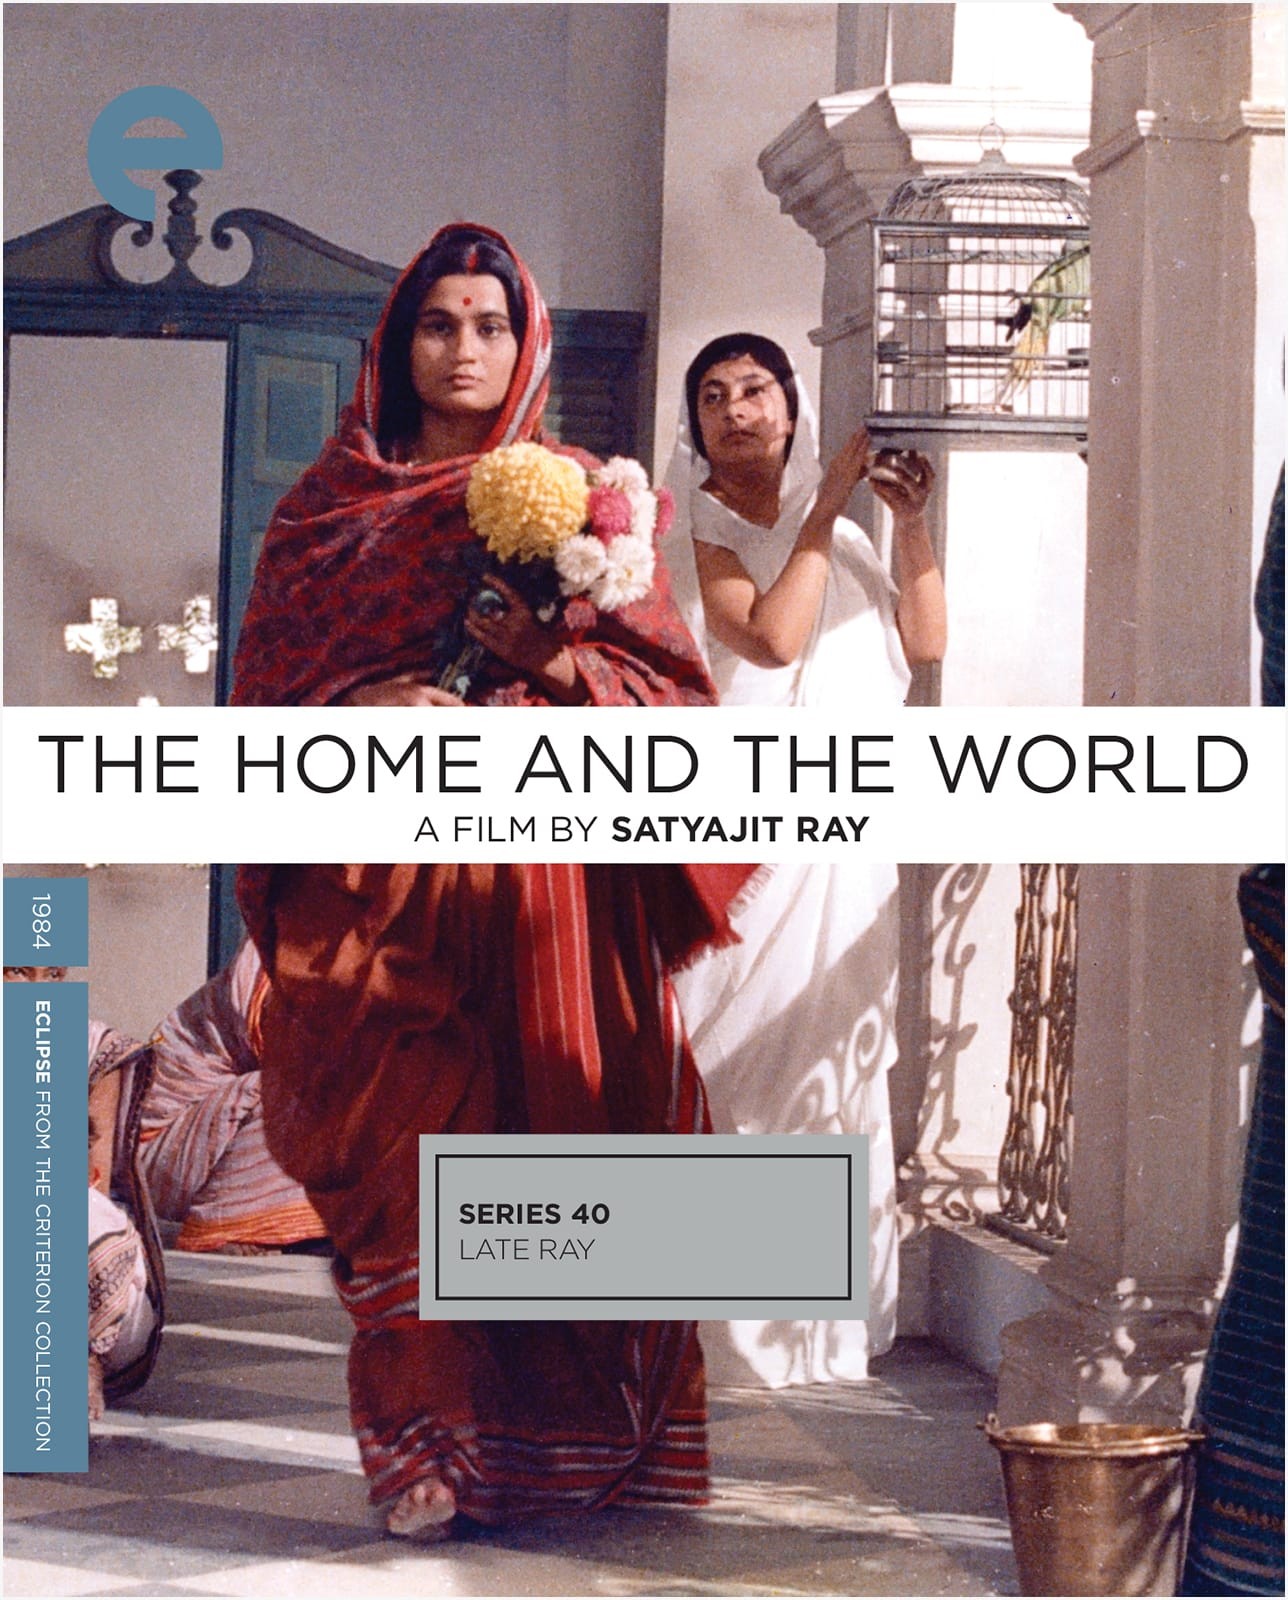 e
THE HOME AND THE WORLD
A FILM BY SATYAJIT RAY
1984
ECLIPSE FROM THE CRITERION COLLECTION
SERIES 40
LATE RAY